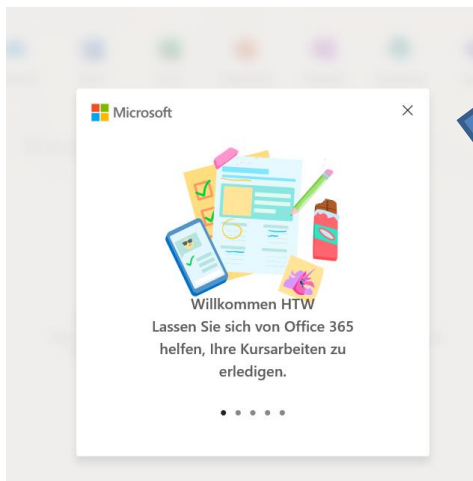 Microsoft
Willkommen HTW
Lassen Sie sich von Office 365
helfen, Ihre Kursarbeiten zu
erledigen.